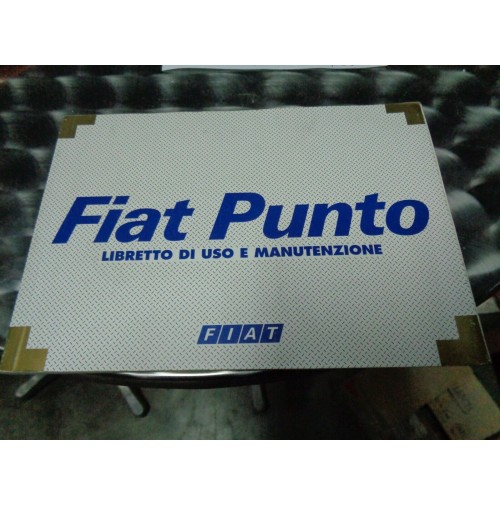 Fiat Punto
LIBRETTO DI USO E MANUTENZIONE
FIAT